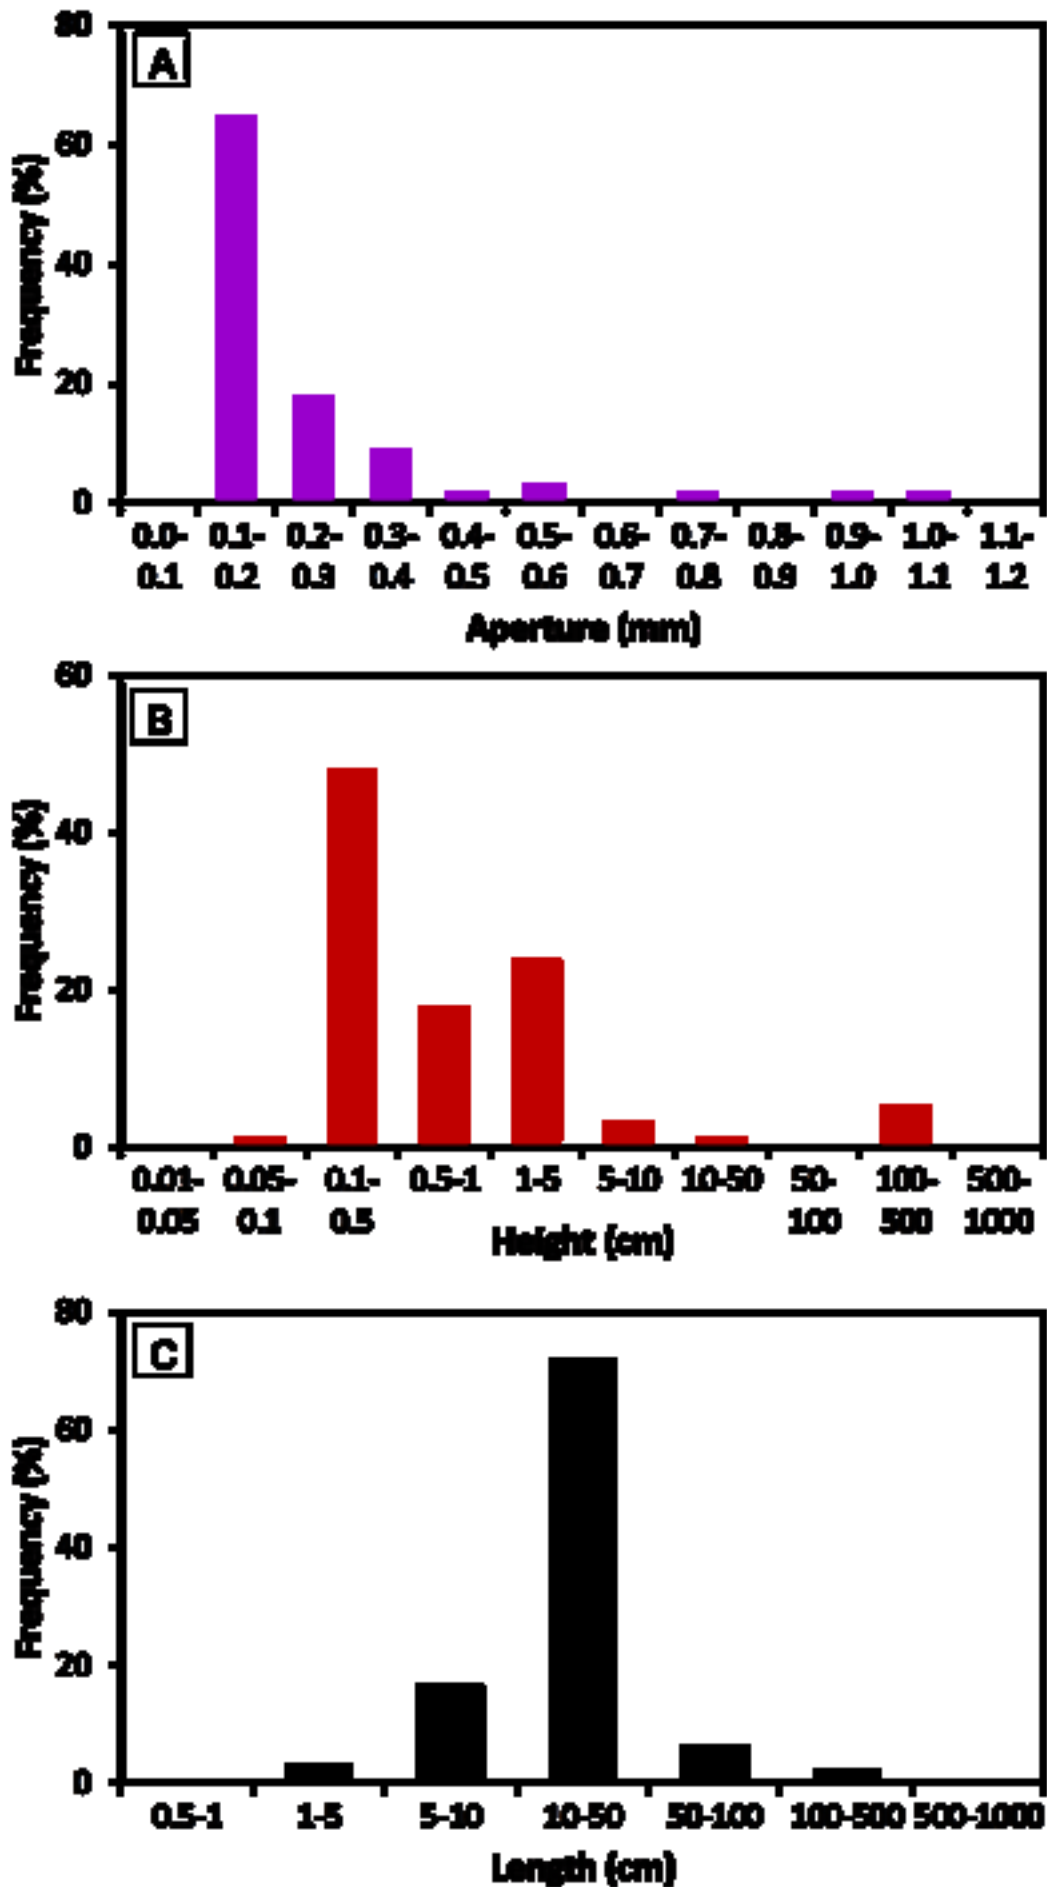 80
A
60
40
20
0
Frequency (%)
0.0- 0.1- 0.2- 0.3- 0.4- 0.5- 0.6- 0.7- 0.8- 0.9- 1.0- 1.1-
0.1 0.2 0.3 0.4 0.5 0.6 0.7 0.8 0.9 1.0 1.1 1.2
Aperture (mm)
60
B
40
20
0
Frequency (%)
0.01- 0.05- 0.1- 0.5-1 1-5 5-10 10-50 50- 100- 500-
0.05 0.1 0.5 100 500 1000
Height (cm)
80
C
60
40
20
0
Frequency (%)
0.5-1 1-5 5-10 10-50 50-100 100-500 500-1000
Length (cm)